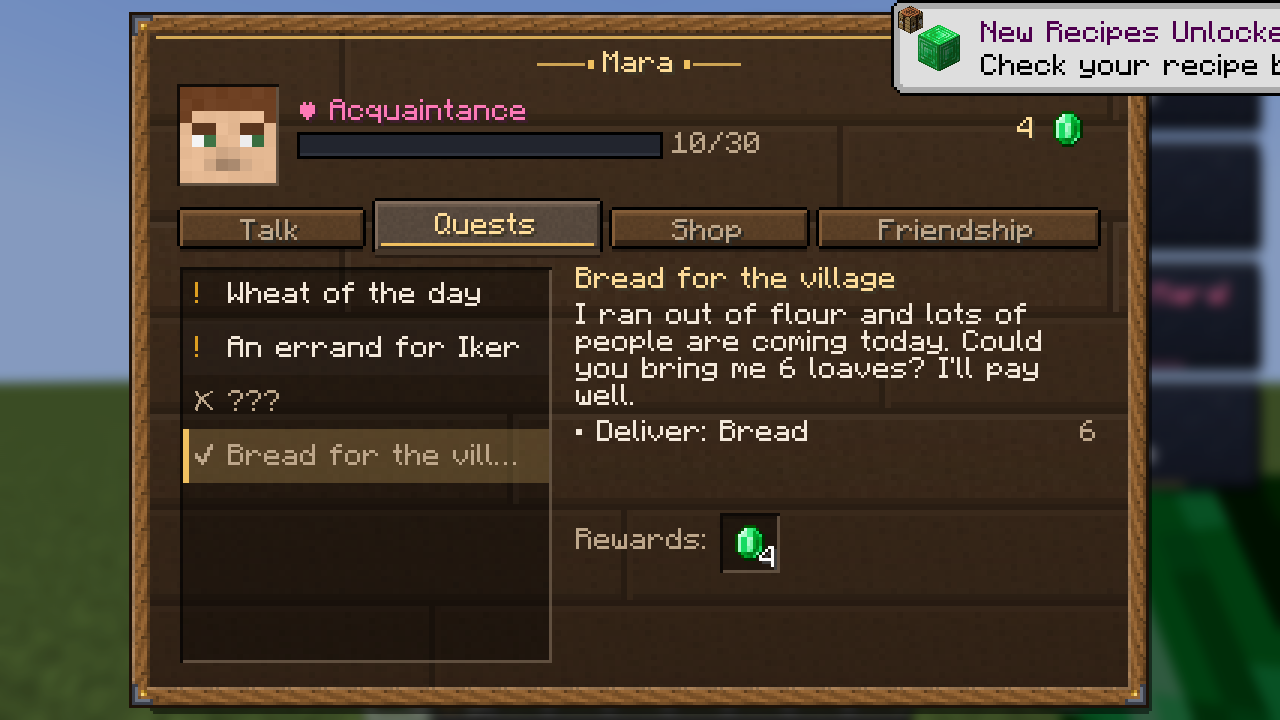 Mara
New Recipes Unlocke
Check your recipe b
Acquaintance
10/30
4
Talk
Quests
Shop
Friendship
! Wheat of the day
! An errand for Iker
X ???
✓ Bread for the vill...
Bread for the village
I ran out of flour and lots of
people are coming today. Could
you bring me 6 loaves? I'll pay
well.
• Deliver: Bread 6
Rewards:
4